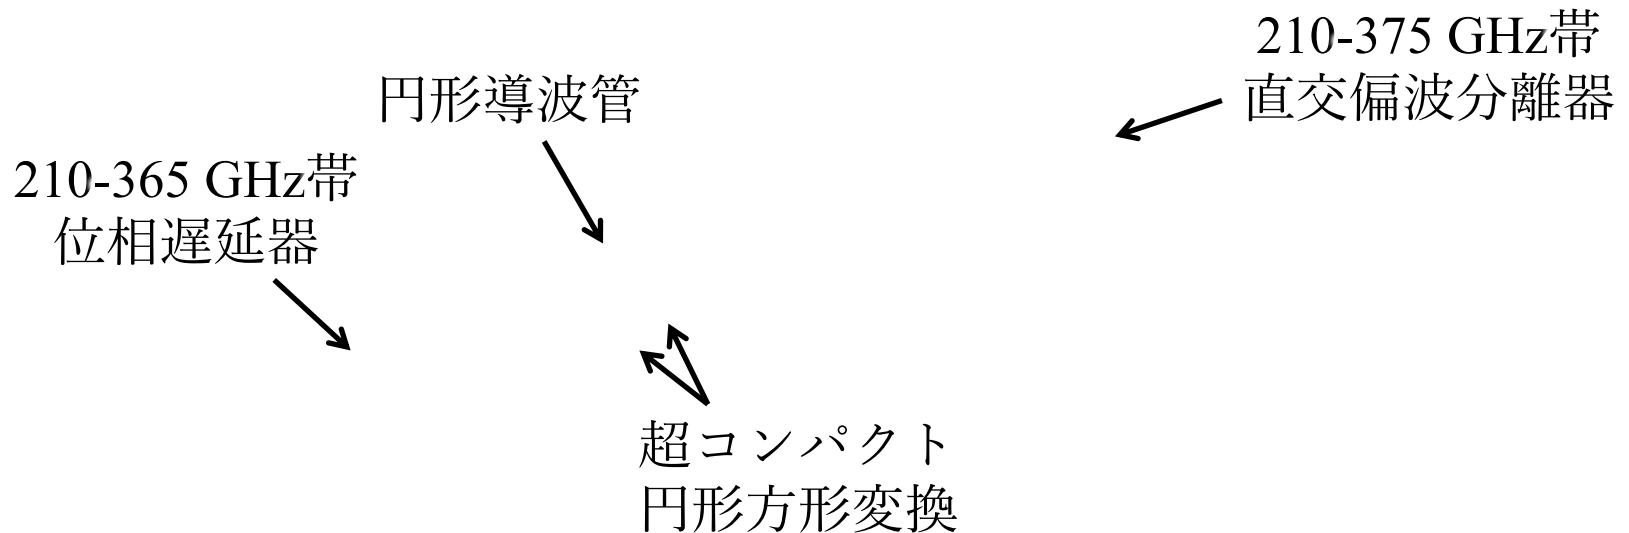 210-375 GHz帯
直交偏波分離器
円形導波管
210-365 GHz帯
位相遅延器
超コンパクト
円形方形変換